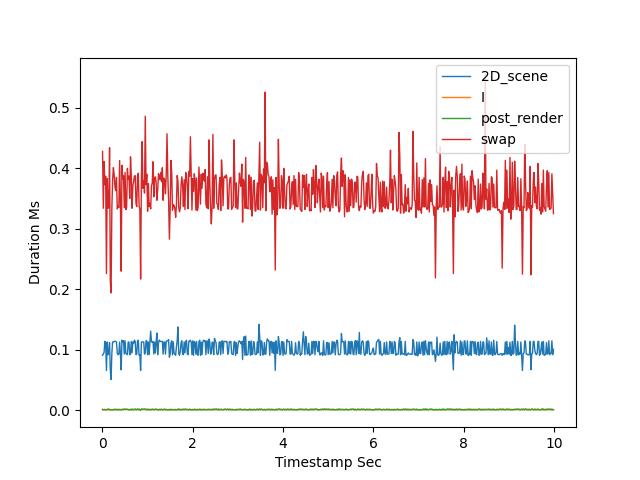 2D_scene
I
post_render
swap
0.5
0.4
0.3
0.2
0.1
0.0
Duration Ms
0 2 4 6 8 10
Timestamp Sec